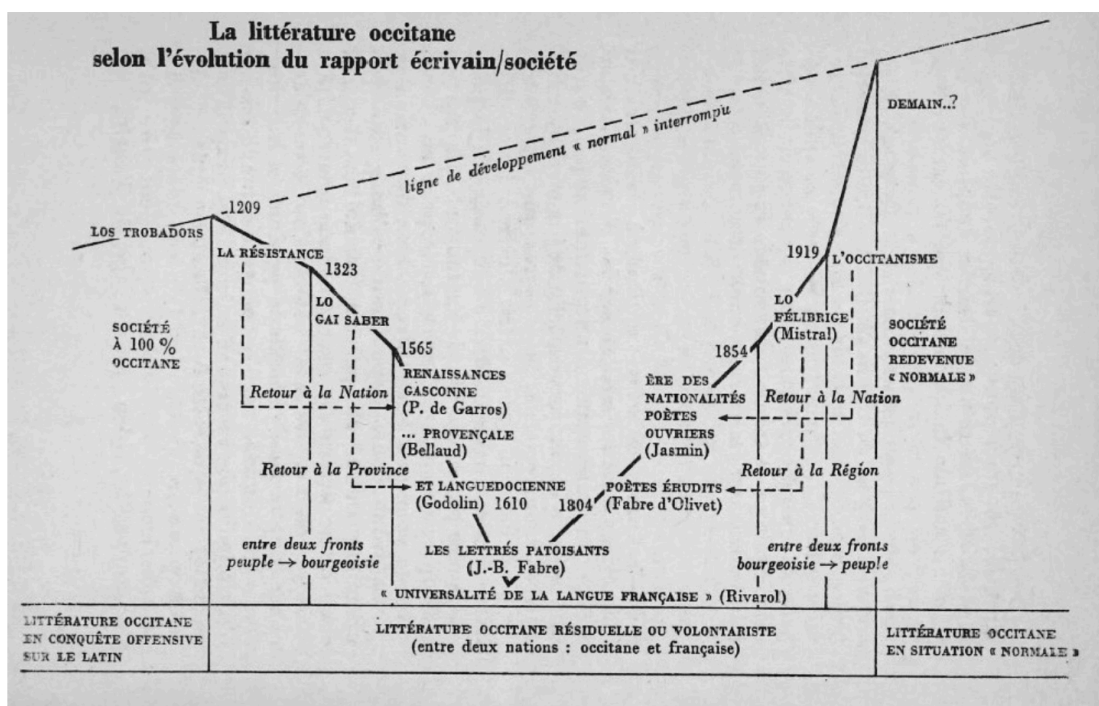 La littérature occitane
selon l'évolution du rapport écrivain/société
DEMAIN..?
ligne de développement « normal » interrompu
1209
LOS TROBADORS
LA RÉSISTANCE
1323
1919
L'OCCITANISME
LO
GAI SABER
LO
FÉLIBRIGE
(Mistral)
SOCIÉTÉ
À 100 %
OCCITANE
SOCIÉTÉ
OCCITANE
REDEVENUE
« NORMALE »
1565
1854
RENAISSANCES
GASCONNE
(P. de Garros)
ÈRE DES
NATIONALITÉS
POÈTES
OUVRIERS
(Jasmin)
Retour à la Nation
Retour à la Nation
... PROVENÇALE
(Bellaud)
Retour à la Province
Retour à la Région
ET LANGUEDOCIENNE
(Godolin) 1610
1804
POÈTES ÉRUDITS
(Fabre d'Olivet)
entre deux fronts
peuple → bourgeoisie
LES LETTRÉS PATOISANTS
(J.-B. Fabre)
entre deux fronts
bourgeoisie → peuple
« UNIVERSALITÉ DE LA LANGUE FRANÇAISE » (Rivarol)
LITTÉRATURE OCCITANE
EN CONQUÊTE OFFENSIVE
SUR LE LATIN
LITTÉRATURE OCCITANE RÉSIDUELLE OU VOLONTARISTE
(entre deux nations : occitane et française)
LITTÉRATURE OCCITANE
EN SITUATION « NORMALE »